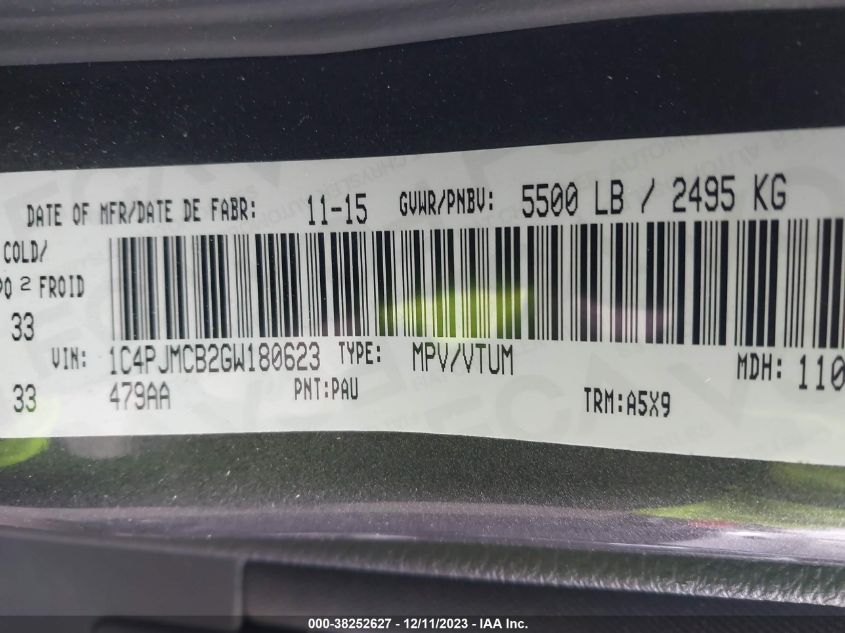 DATE OF MFR/DATE DE FABR: 11-15 GVWR/PNBV: 5500 LB / 2495 KG
COLD/
PO 2 FROID
33
VIN: 1C4PJMCB2GW180623 TYPE: MPV/VTUM MDH: 110
33 479AA PNT:PAU TRM:A5X9
000-38252627 - 12/11/2023 - IAA Inc.